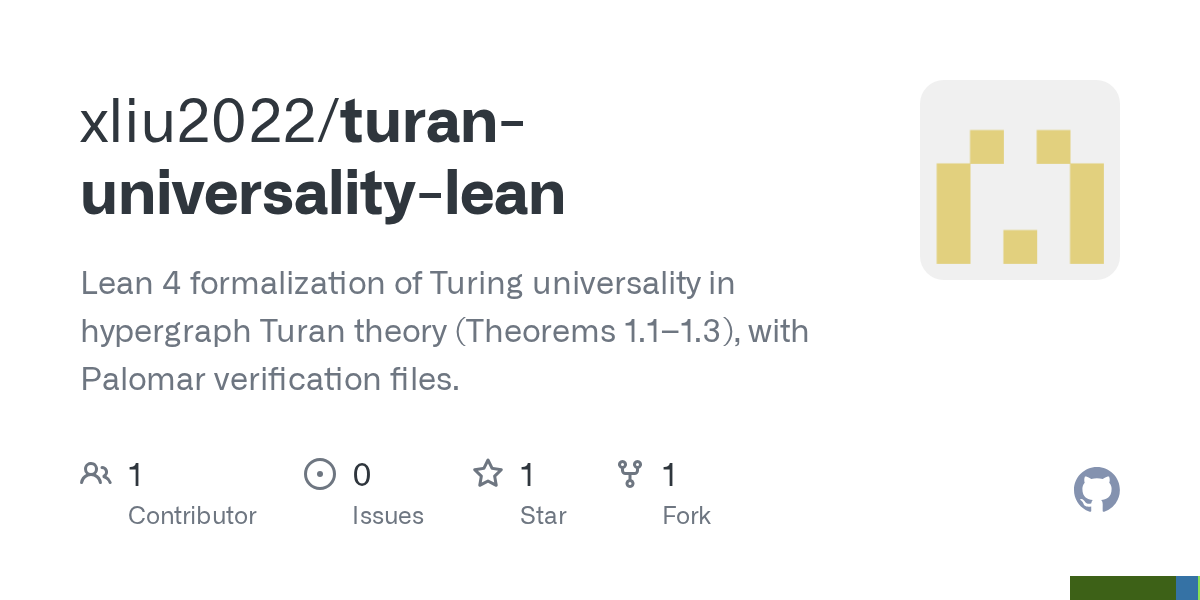 xliu2022/turan-
universality-lean
Lean 4 formalization of Turing universality in
hypergraph Turan theory (Theorems 1.1–1.3), with
Palomar verification files.
1 0 1 1
Contributor Issues Star Fork